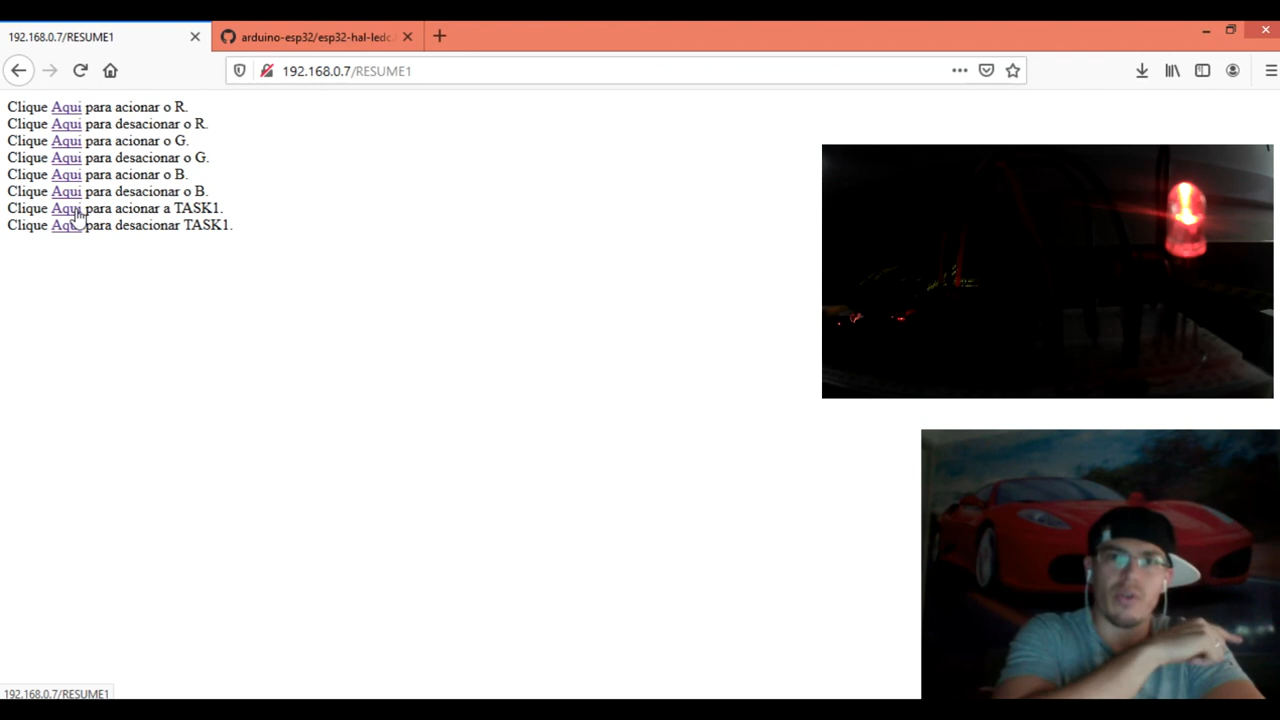 192.168.0.7/RESUME1
arduino-esp32/esp32-hal-ledc.
192.168.0.7/RESUME1
Clique Aqui para acionar o R.
Clique Aqui para desacionar o R.
Clique Aqui para acionar o G.
Clique Aqui para desacionar o G.
Clique Aqui para acionar o B.
Clique Aqui para desacionar o B.
Clique Aqui para acionar a TASK1.
Clique Aqui para desacionar TASK1.
192.168.0.7/RESUME1